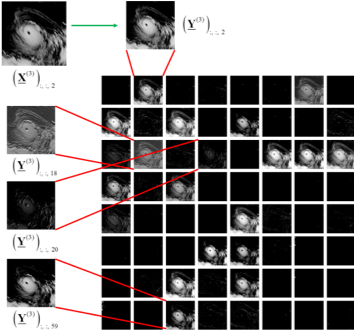 (Y̲⁽³⁾):, :, 2
(X̲⁽³⁾):, :, 2
(Y̲⁽³⁾):, :, 18
(Y̲⁽³⁾):, :, 20
(Y̲⁽³⁾):, :, 59